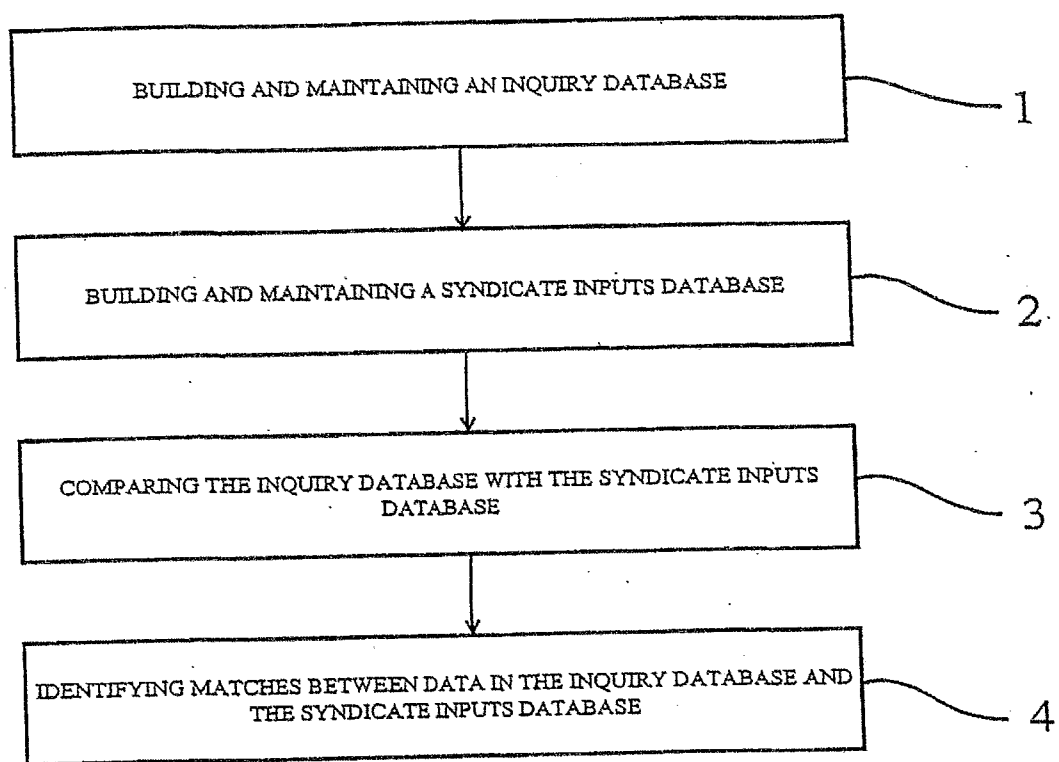 BUILDING AND MAINTAINING AN INQUIRY DATABASE
1
BUILDING AND MAINTAINING A SYNDICATE INPUTS DATABASE
2
COMPARING THE INQUIRY DATABASE WITH THE SYNDICATE INPUTS
DATABASE
3
IDENTIFYING MATCHES BETWEEN DATA IN THE INQUIRY DATABASE AND
THE SYNDICATE INPUTS DATABASE
4